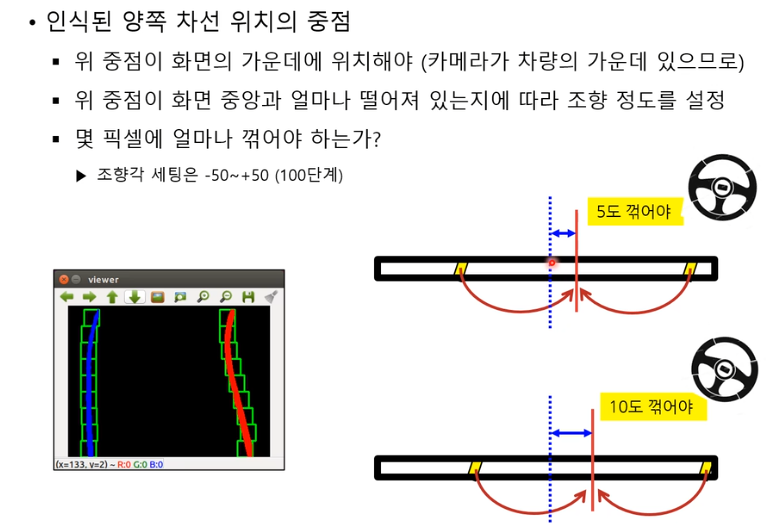 • 인식된 양쪽 차선 위치의 중점
▪ 위 중점이 화면의 가운데에 위치해야 (카메라가 차량의 가운데 있으므로)
▪ 위 중점이 화면 중앙과 얼마나 떨어져 있는지에 따라 조향 정도를 설정
▪ 몇 픽셀에 얼마나 꺾어야 하는가?
▶ 조향각 세팅은 -50~+50 (100단계)
5도 꺾어야
viewer
10도 꺾어야
(x=133, y=2) ~ R:0 G:0 B:0